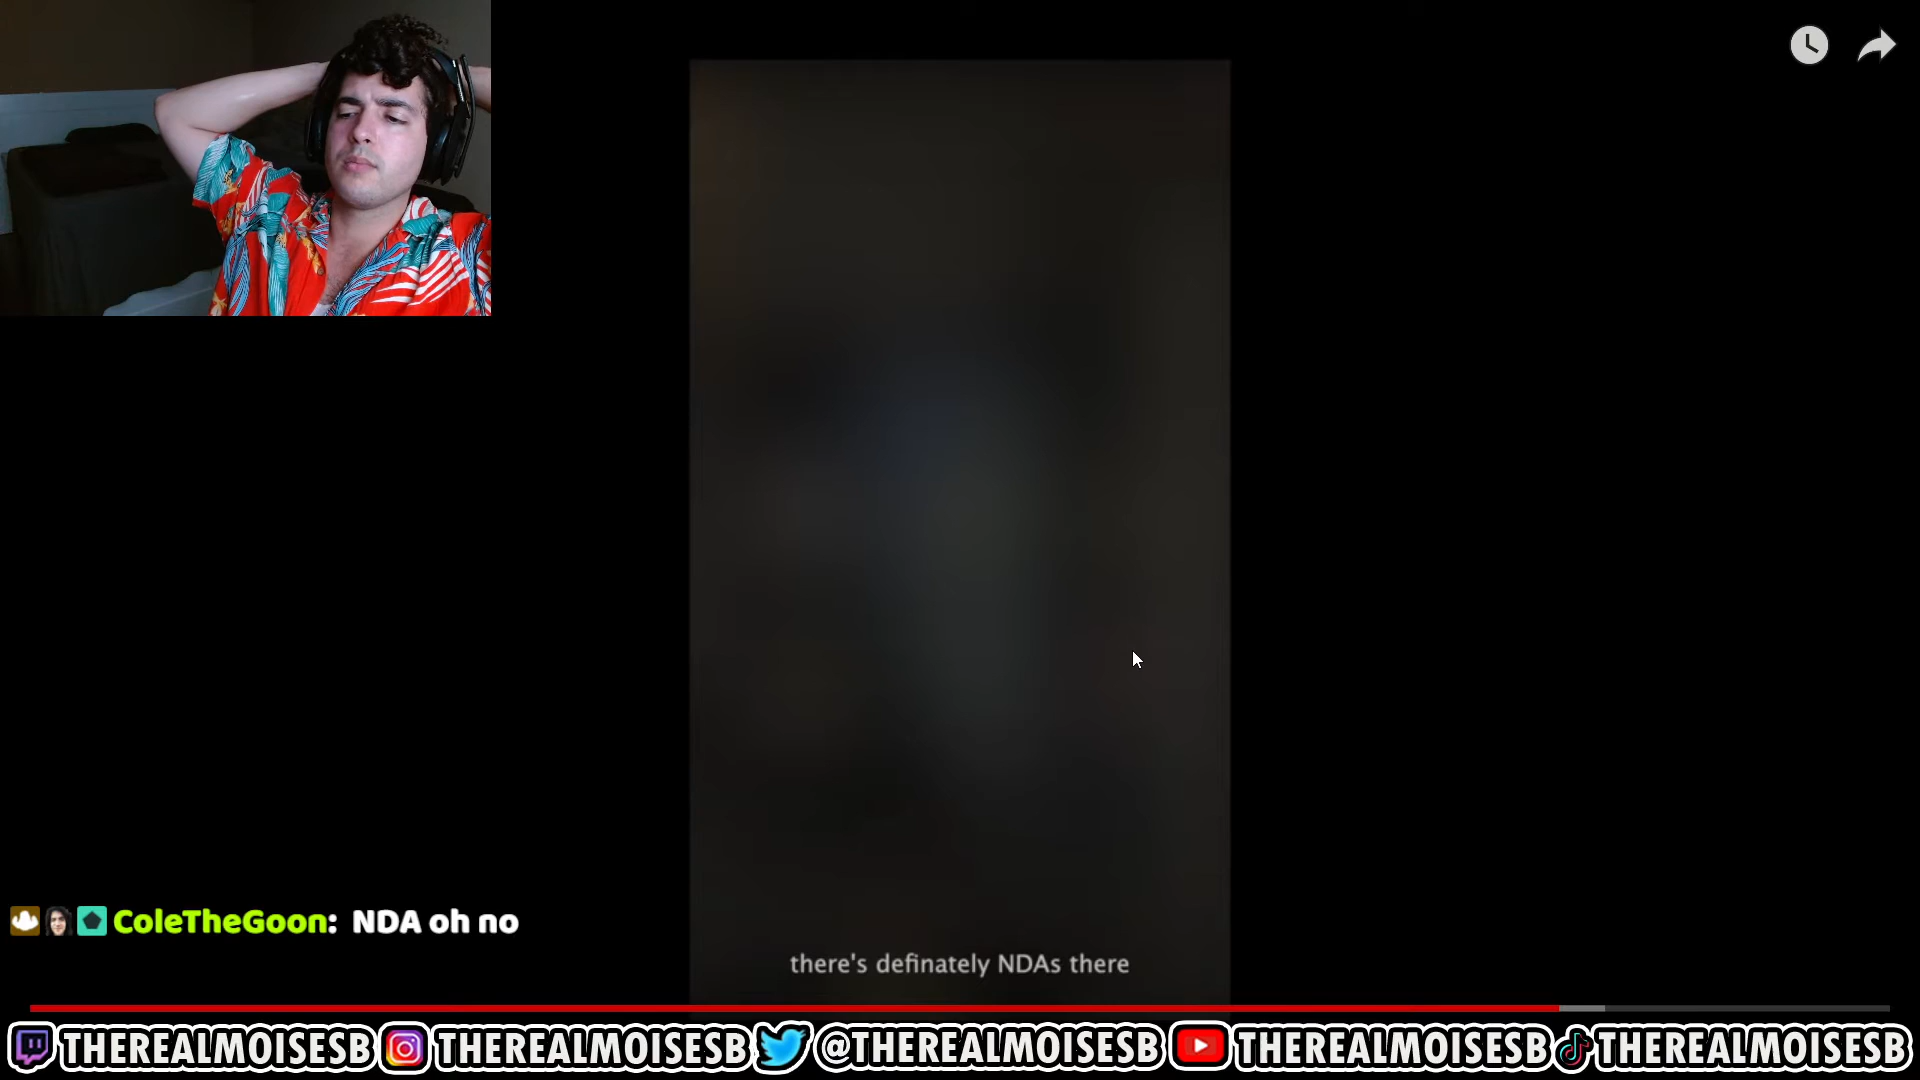 ColeTheGoon: NDA oh no
there's definately NDAs there
THEREALMOISESB THEREALMOISESB @THEREALMOISESB THEREALMOISESB THEREALMOISESB